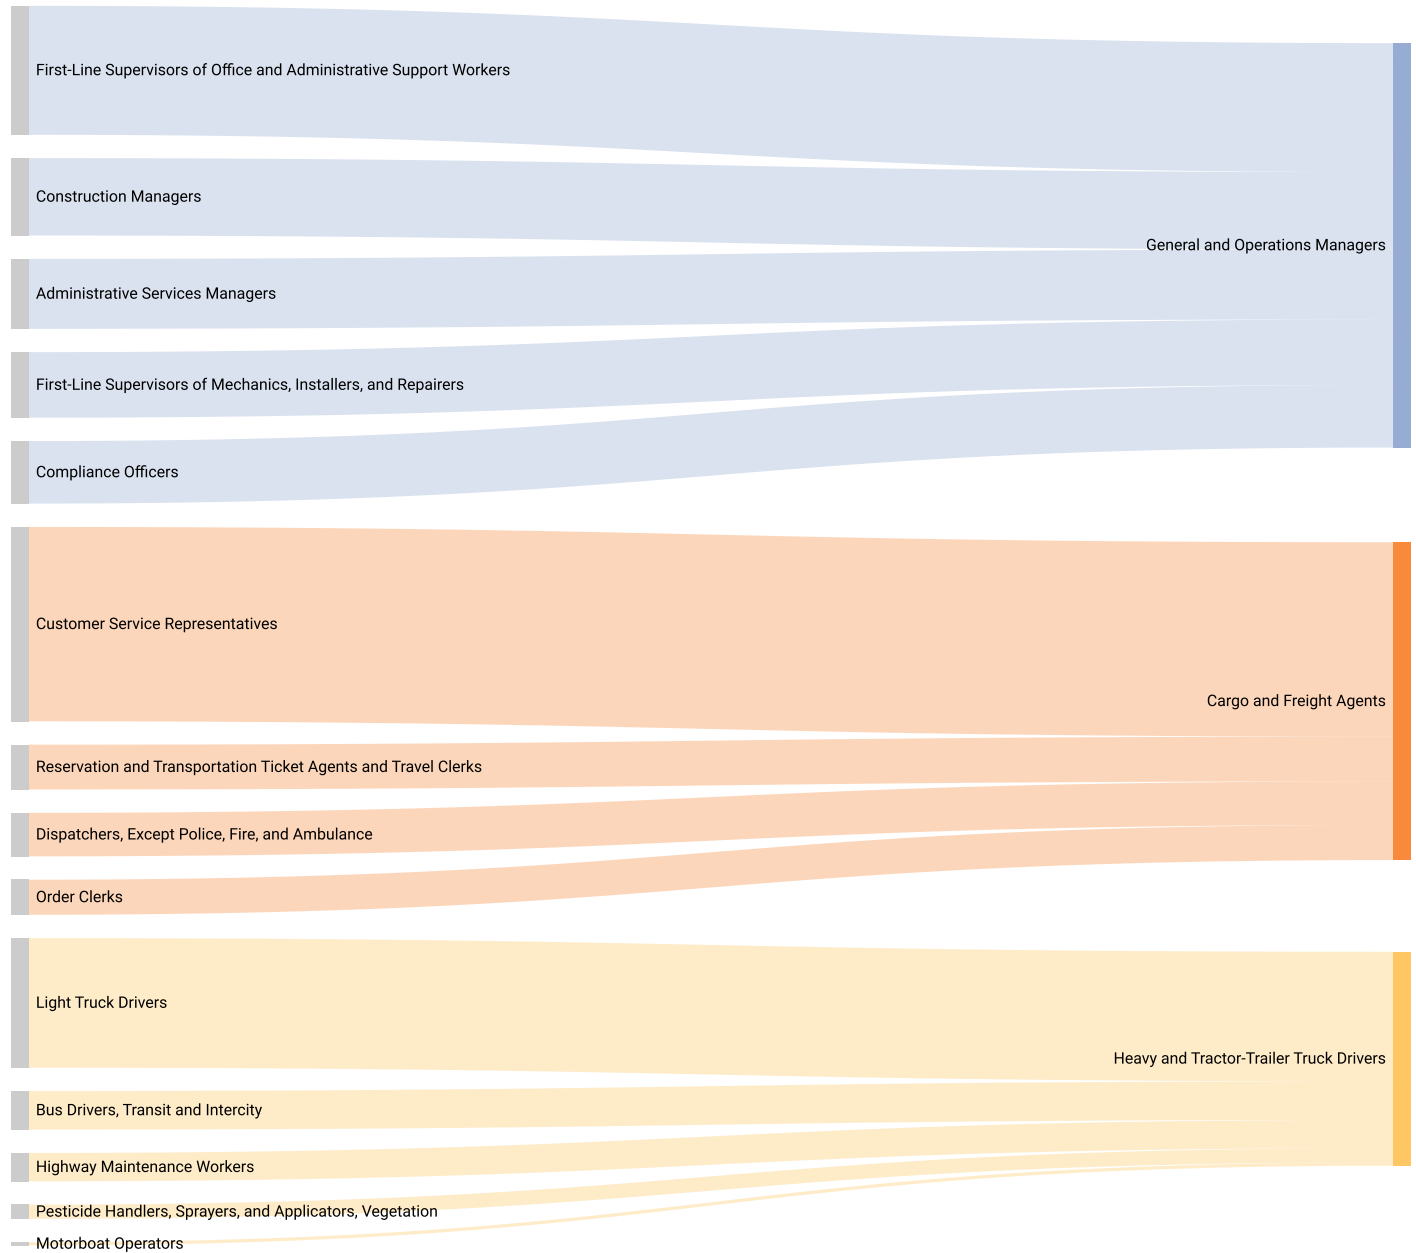 First-Line Supervisors of Office and Administrative Support Workers
Construction Managers
General and Operations Managers
Administrative Services Managers
First-Line Supervisors of Mechanics, Installers, and Repairers
Compliance Officers
Customer Service Representatives
Cargo and Freight Agents
Reservation and Transportation Ticket Agents and Travel Clerks
Dispatchers, Except Police, Fire, and Ambulance
Order Clerks
Light Truck Drivers
Heavy and Tractor-Trailer Truck Drivers
Bus Drivers, Transit and Intercity
Highway Maintenance Workers
Pesticide Handlers, Sprayers, and Applicators, Vegetation
Motorboat Operators